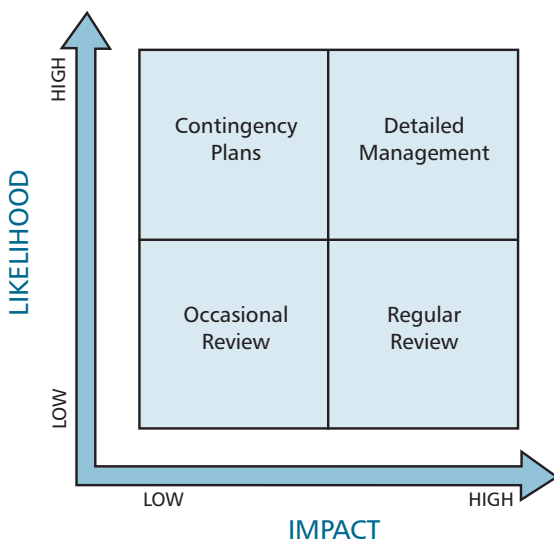 HIGH
Contingency
Plans
Detailed
Management
LIKELIHOOD
Occasional
Review
Regular
Review
LOW
LOW
HIGH
IMPACT